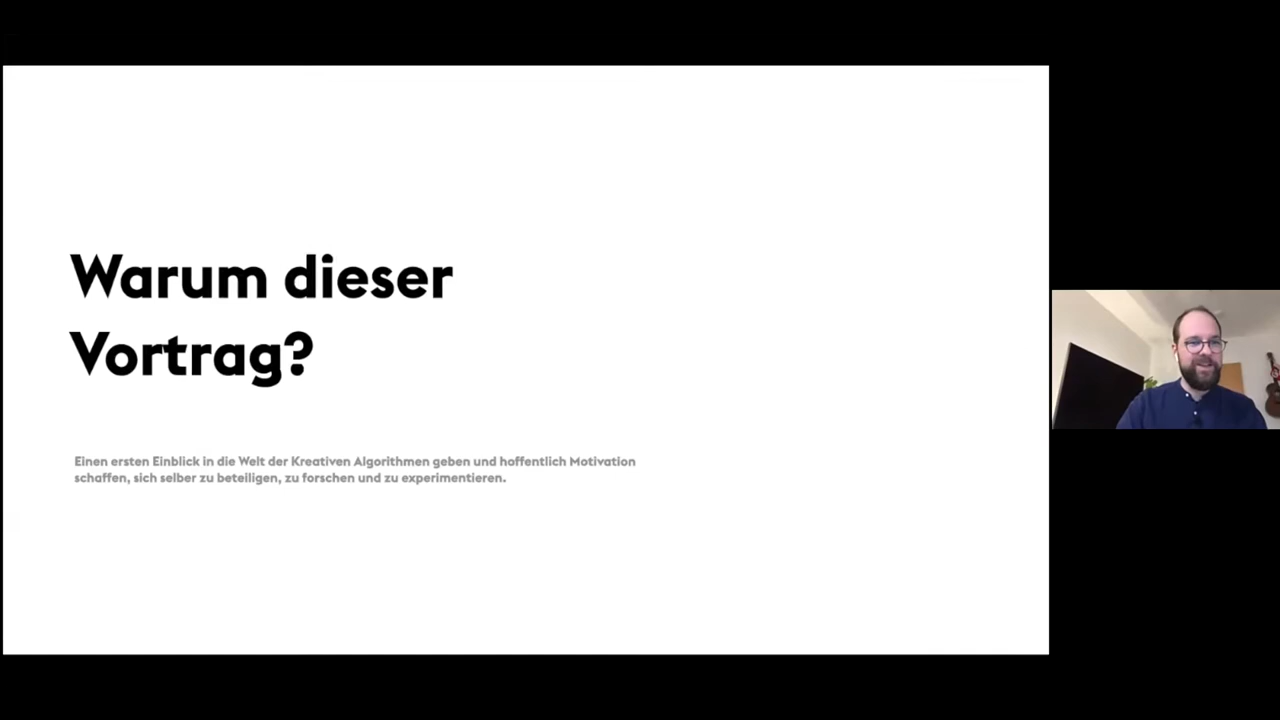 Warum dieser
Vortrag?
Einen ersten Einblick in die Welt der Kreativen Algorithmen geben und hoffentlich Motivation
schaffen, sich selber zu beteiligen, zu forschen und zu experimentieren.